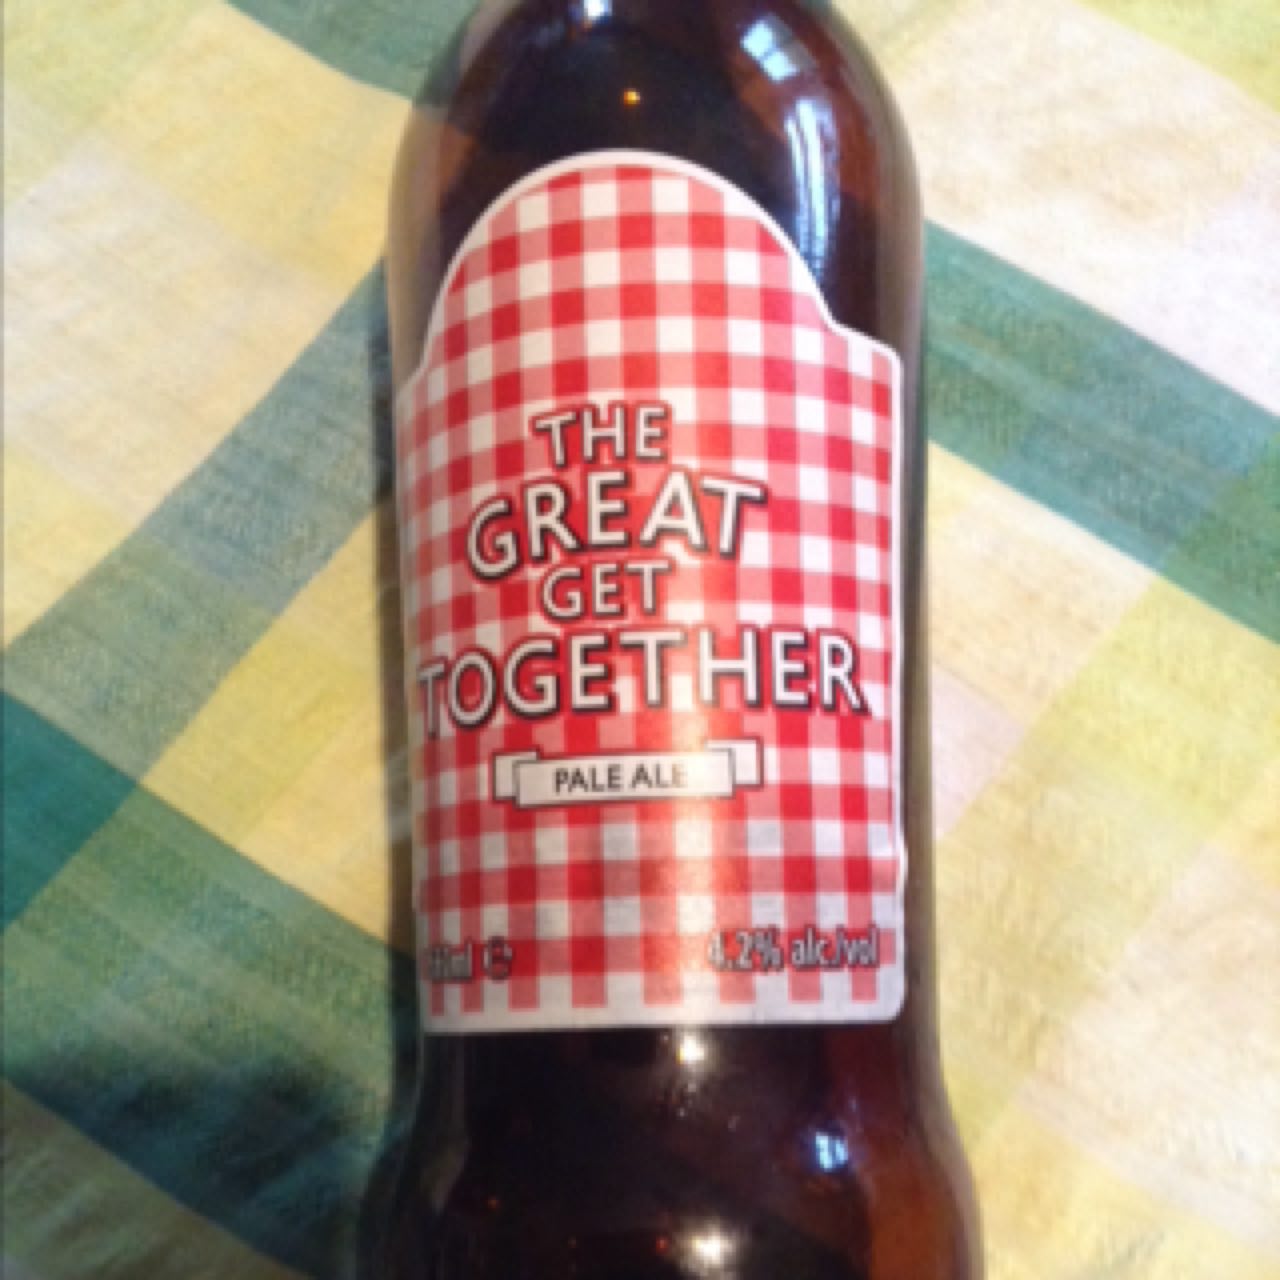 THE
GREAT
GET
TOGETHER
PALE ALE
4.2% alc./vol